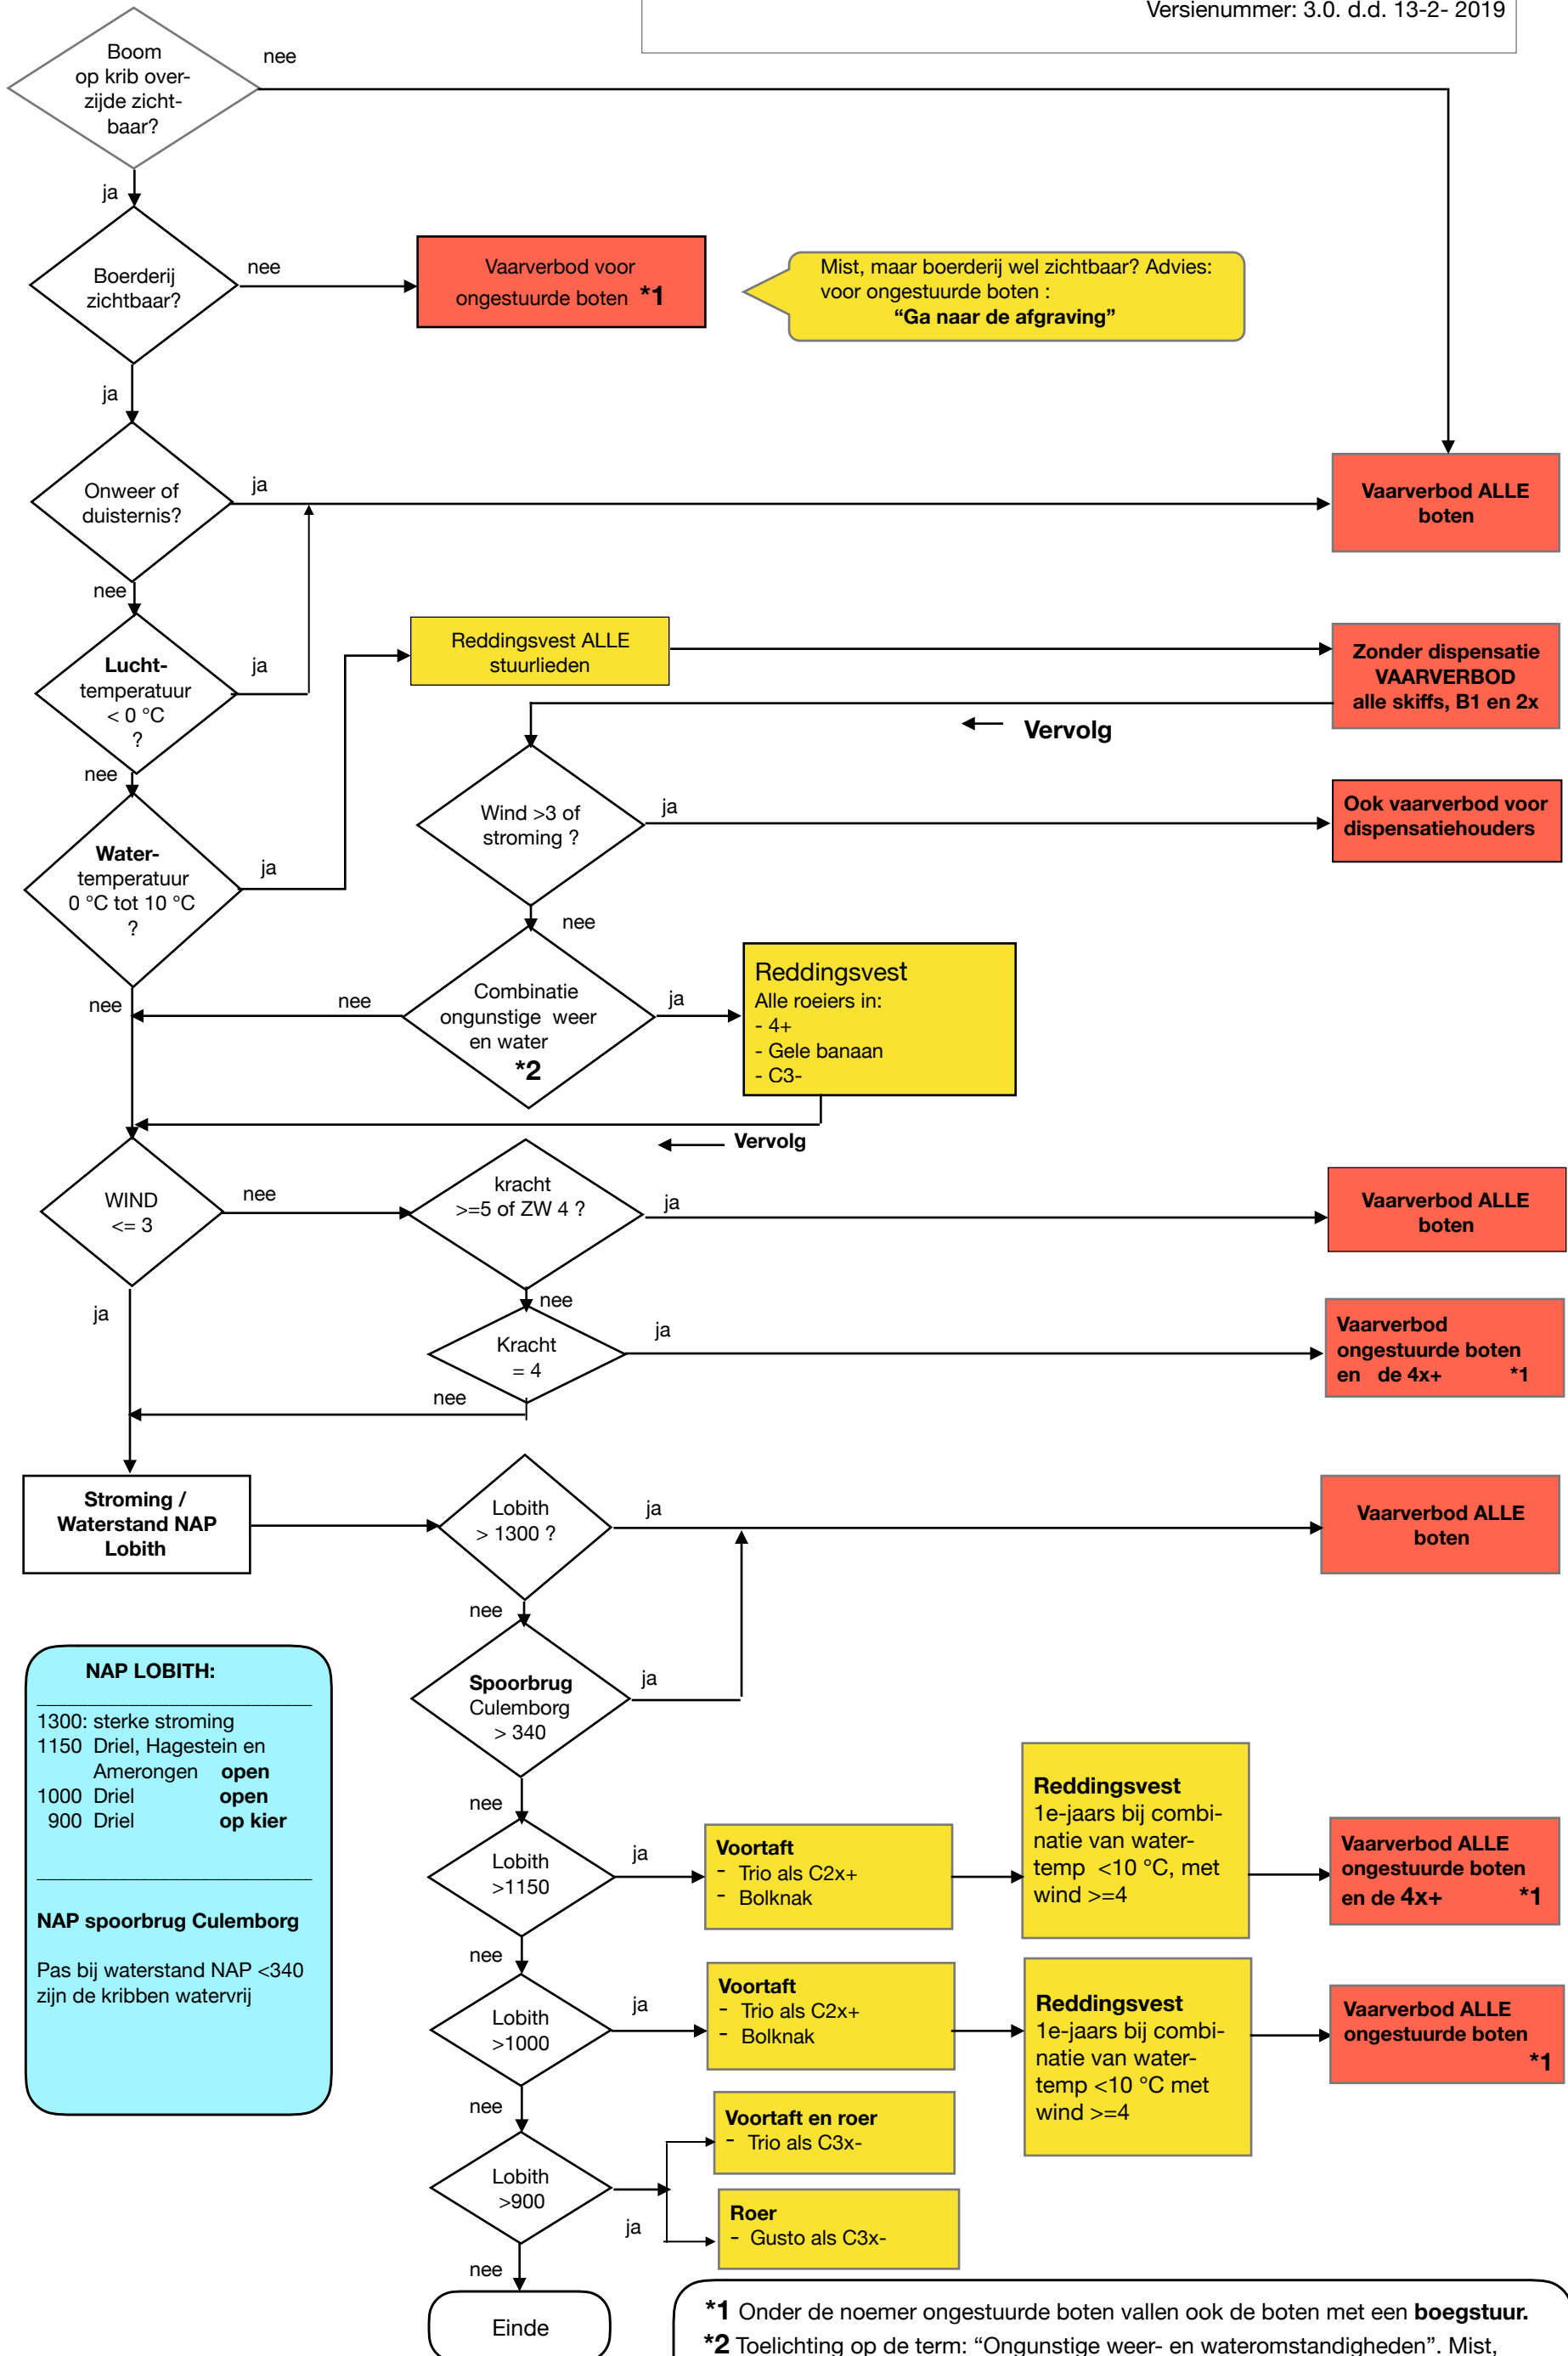 Versienummer: 3.0. d.d. 13-2- 2019
Boom
op krib over-
zijde zicht-
baar?
nee
ja
Boerderij
zichtbaar?
nee
Vaarverbod voor
ongestuurde boten *1
Mist, maar boerderij wel zichtbaar? Advies:
voor ongestuurde boten :
“Ga naar de afgraving”
ja
Onweer of
duisternis?
ja
Vaarverbod ALLE
boten
nee
Lucht-
temperatuur
< 0 °C
?
ja
Reddingsvest ALLE
stuurlieden
Zonder dispensatie
VAARVERBOD
alle skiffs, B1 en 2x
Vervolg
nee
Water-
temperatuur
0 °C tot 10 °C
?
ja
Wind >3 of
stroming ?
ja
Ook vaarverbod voor
dispensatiehouders
nee
nee
Combinatie
ongunstige weer
en water
*2
nee
ja
Reddingsvest
Alle roeiers in:
- 4+
- Gele banaan
- C3-
Vervolg
WIND
<= 3
nee
kracht
>=5 of ZW 4 ?
ja
Vaarverbod ALLE
boten
nee
ja
Kracht
= 4
ja
Vaarverbod
ongestuurde boten
en de 4x+ *1
nee
Stroming /
Waterstand NAP
Lobith
Lobith
> 1300 ?
ja
Vaarverbod ALLE
boten
nee
Spoorbrug
Culemborg
> 340
ja
NAP LOBITH:
1300: sterke stroming
1150 Driel, Hagestein en
Amerongen open
1000 Driel open
900 Driel op kier
NAP spoorbrug Culemborg
Pas bij waterstand NAP <340
zijn de kribben watervrij
nee
Lobith
>1150
ja
Voortaft
- Trio als C2x+
- Bolknak
Reddingsvest
1e-jaars bij combi-
natie van water-
temp <10 °C, met
wind >=4
Vaarverbod ALLE
ongestuurde boten
en de 4x+ *1
nee
Lobith
>1000
ja
Voortaft
- Trio als C2x+
- Bolknak
Reddingsvest
1e-jaars bij combi-
natie van water-
temp <10 °C met
wind >=4
Vaarverbod ALLE
ongestuurde boten
*1
nee
Lobith
>900
ja
Voortaft en roer
- Trio als C3x-
Roer
- Gusto als C3x-
nee
Einde
*1 Onder de noemer ongestuurde boten vallen ook de boten met een boegstuur.
*2 Toelichting op de term: “Ongunstige weer- en wateromstandigheden”. Mist,